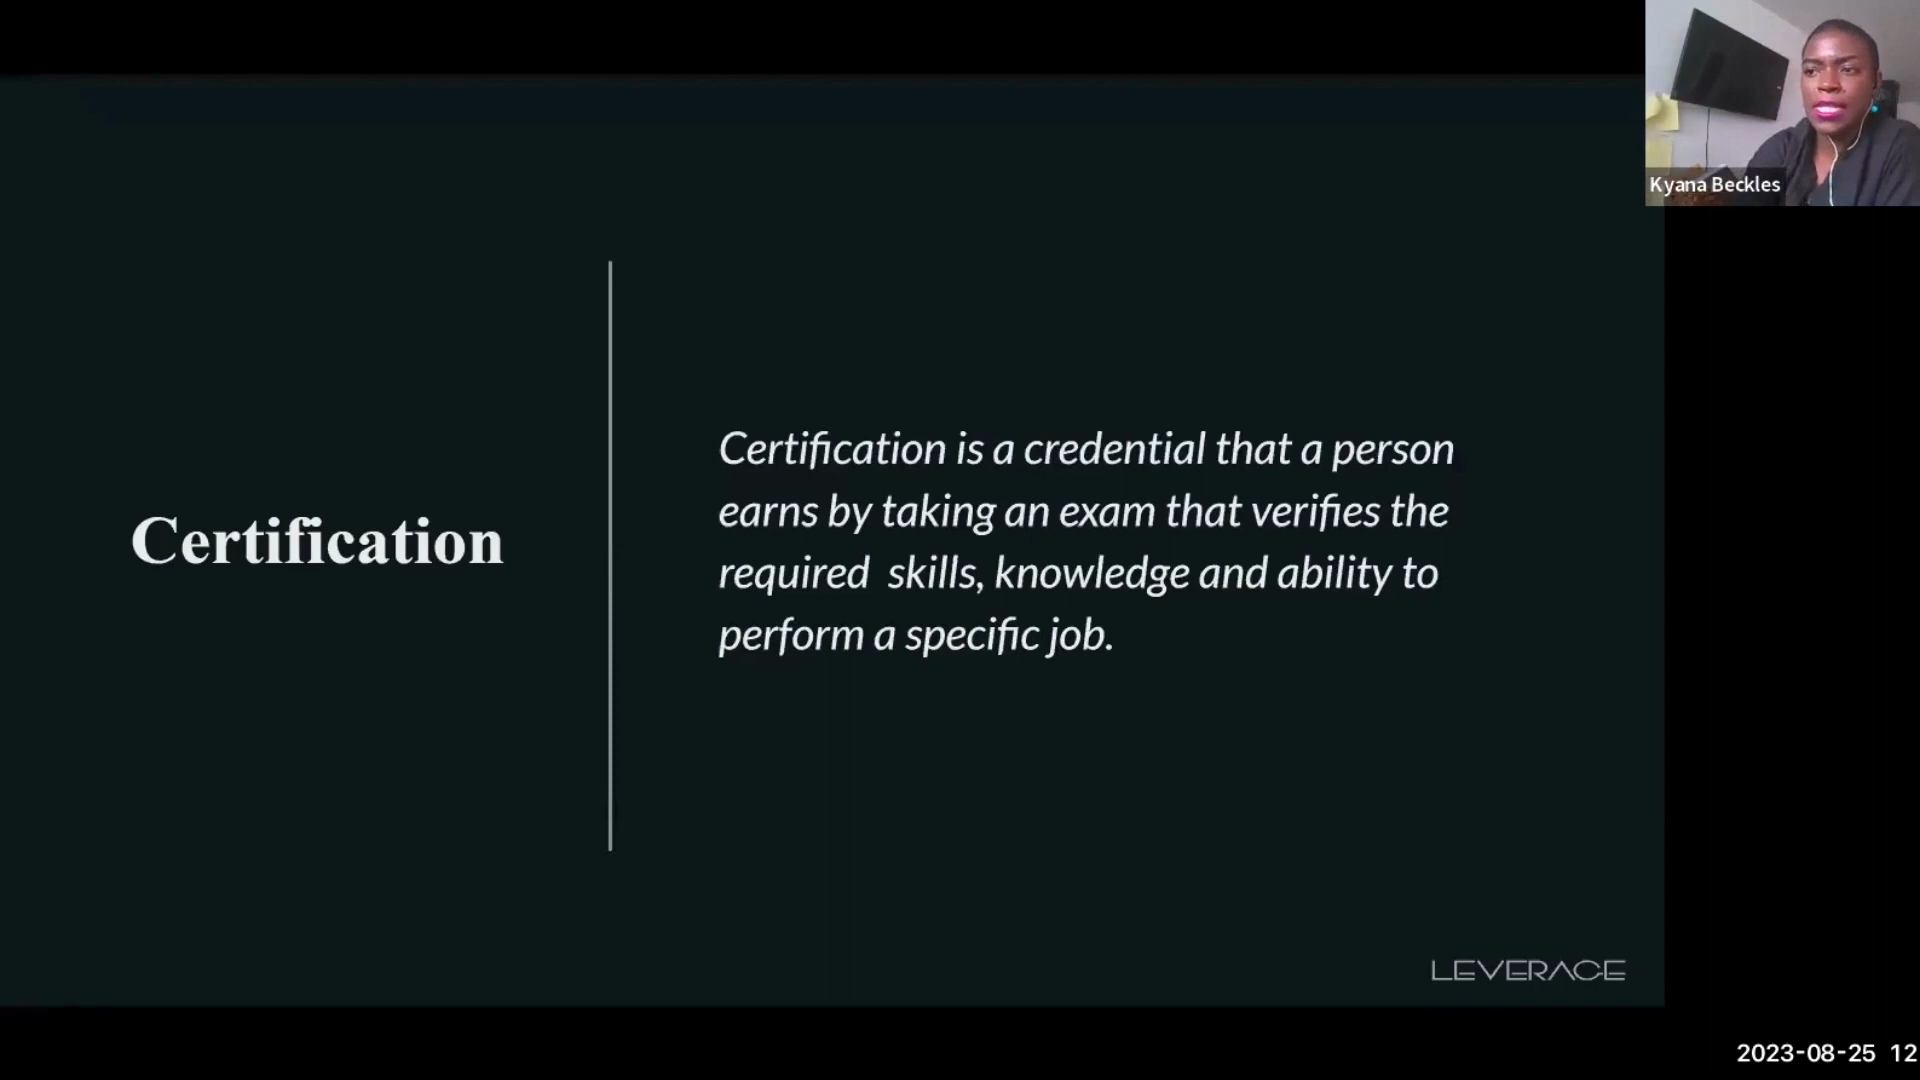 Kyana Beckles
Certification
Certification is a credential that a person
earns by taking an exam that verifies the
required  skills, knowledge and ability to
perform a specific job.
LEVERAGE
2023-08-25 12